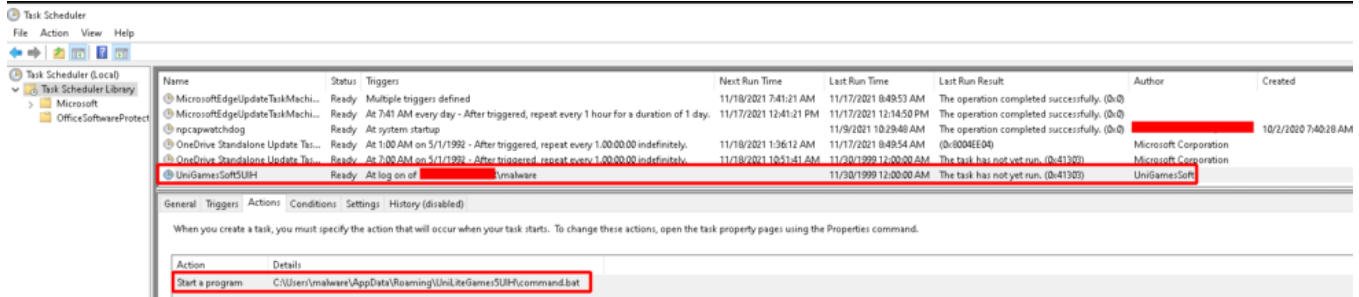 Task Scheduler
File Action View Help
Task Scheduler (Local)
Task Scheduler Library
Microsoft
OfficeSoftwareProtect
Name Status Triggers Next Run Time Last Run Time Last Run Result Author Created
MicrosoftEdgeUpdateTaskMachi... Ready Multiple triggers defined 11/18/2021 7:41:21 AM 11/17/2021 8:49:53 AM The operation completed successfully. (0x0)
MicrosoftEdgeUpdateTaskMachi... Ready At 7:41 AM every day - After triggered, repeat every 1 hour for a duration of 1 day. 11/17/2021 12:41:21 PM 11/17/2021 12:14:50 PM The operation completed successfully. (0x0)
npcapwatchdog Ready At system startup 11/9/2021 10:29:48 AM The operation completed successfully. (0x0) 10/2/2020 7:40:28 AM
OneDrive Standalone Update Tas... Ready At 1:00 AM on 5/1/1992 - After triggered, repeat every 1.00:00:00 indefinitely. 11/18/2021 1:36:12 AM 11/17/2021 8:49:54 AM (0x8004EE04) Microsoft Corporation
OneDrive Standalone Update Tas... Ready At 7:00 AM on 5/1/1992 - After triggered, repeat every 1.00:00:00 indefinitely. 11/18/2021 10:51:41 AM 11/30/1999 12:00:00 AM The task has not yet run. (0x41303) Microsoft Corporation
UniGamesSoft5UIH Ready At log on of \malware 11/30/1999 12:00:00 AM The task has not yet run. (0x41303) UniGamesSoft
General Triggers Actions Conditions Settings History (disabled)
When you create a task, you must specify the action that will occur when your task starts. To change these actions, open the task property pages using the Properties command.
Action Details
Start a program C:\Users\malware\AppData\Roaming\UniLiteGames5UIH\command.bat